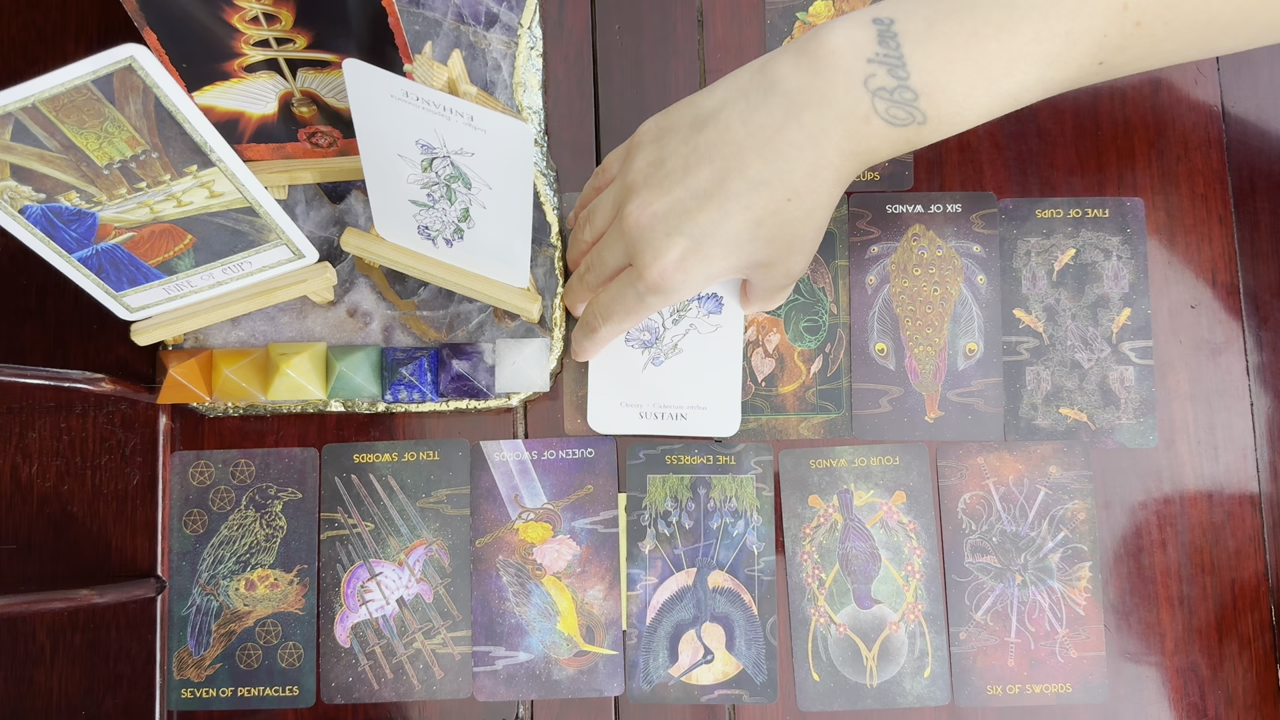 Believe
ENHANCE
CUPS
NINE OF CUPS
SIX OF WANDS
FIVE OF CUPS
SUSTAIN
TEN OF SWORDS
QUEEN OF SWORDS
THE EMPRESS
FOUR OF WANDS
SEVEN OF PENTACLES
SIX OF SWORDS